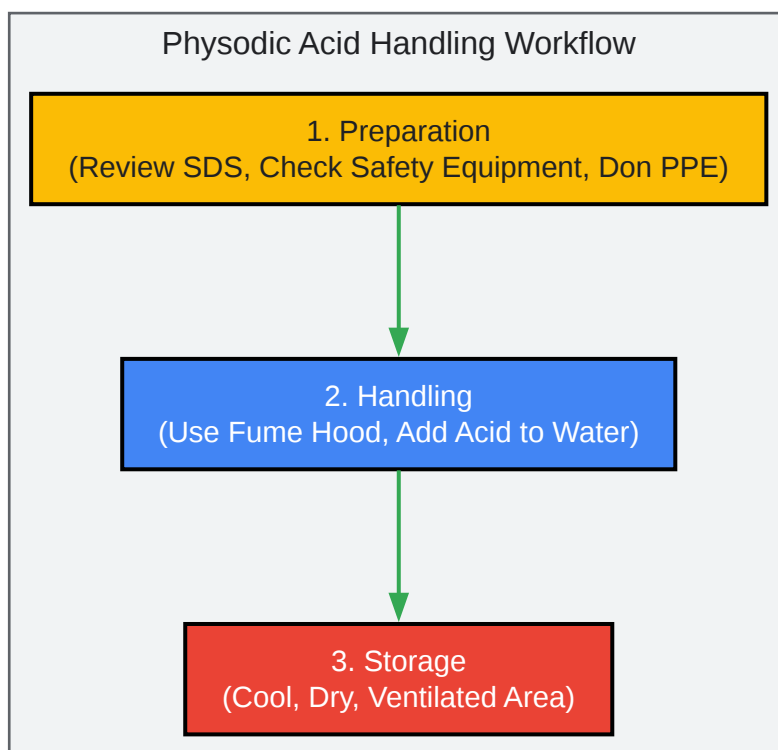 Physodic Acid Handling Workflow
1. Preparation
(Review SDS, Check Safety Equipment, Don PPE)
2. Handling
(Use Fume Hood, Add Acid to Water)
3. Storage
(Cool, Dry, Ventilated Area)